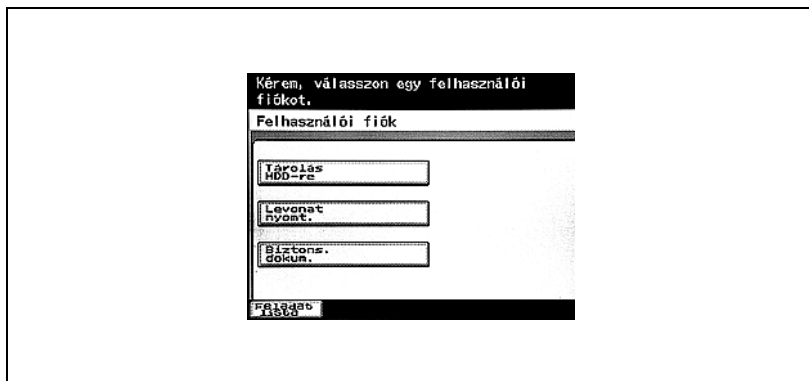 Kérem, válasszon egy felhasználói
fiókot.
Felhasználói fiók
Tárolás
HDD-re
Levonat
nyomt.
Biztons.
dokum.
Feladat
lista